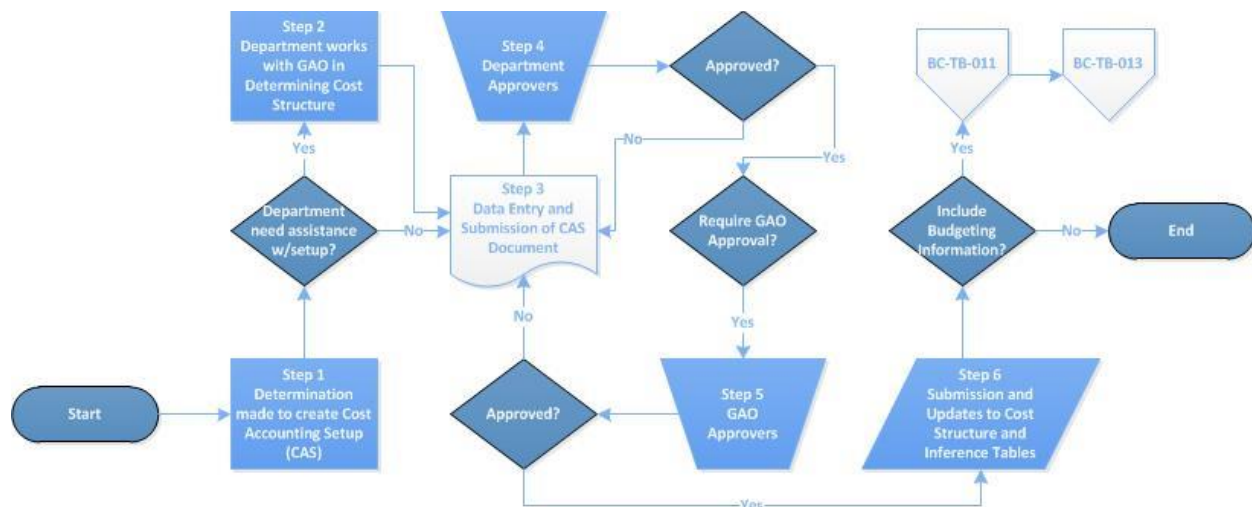 Start
Step 1
Determination
made to create Cost
Accounting Setup
(CAS)
Department
need assistance
w/setup?
Yes
No
Step 2
Department works
with GAO in
Determining Cost
Structure
Step 3
Data Entry and
Submission of CAS
Document
Step 4
Department
Approvers
Approved?
No
Yes
Require GAO
Approval?
Yes
Step 5
GAO
Approvers
Approved?
No
Yes
Step 6
Submission and
Updates to Cost
Structure and
Inference Tables
Include
Budgeting
Information?
Yes
No
BC-TB-011
BC-TB-013
End